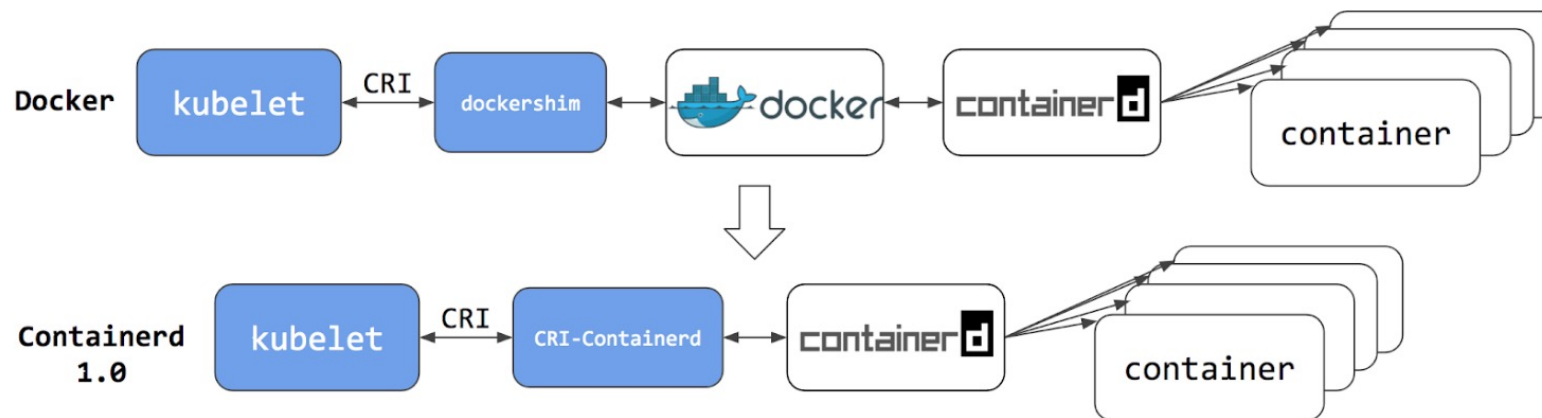 Docker
kubelet
CRI
dockershim
docker
containerd
container
Containerd
1.0
kubelet
CRI
CRI-Containerd
containerd
container